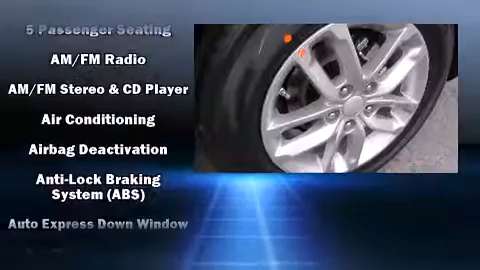 5 Passenger Seating
AM/FM Radio
AM/FM Stereo & CD Player
Air Conditioning
Airbag Deactivation
Anti-Lock Braking
System (ABS)
Auto Express Down Window